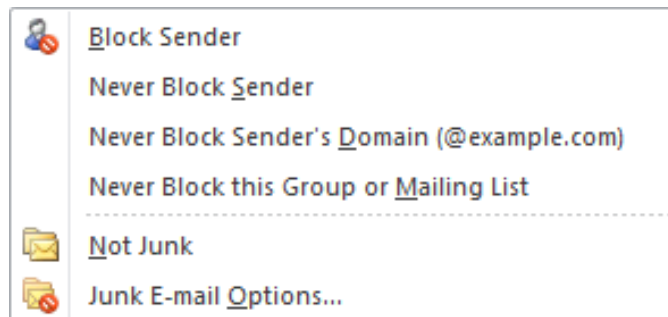 Block Sender
Never Block Sender
Never Block Sender's Domain (@example.com)
Never Block this Group or Mailing List
Not Junk
Junk E-mail Options...